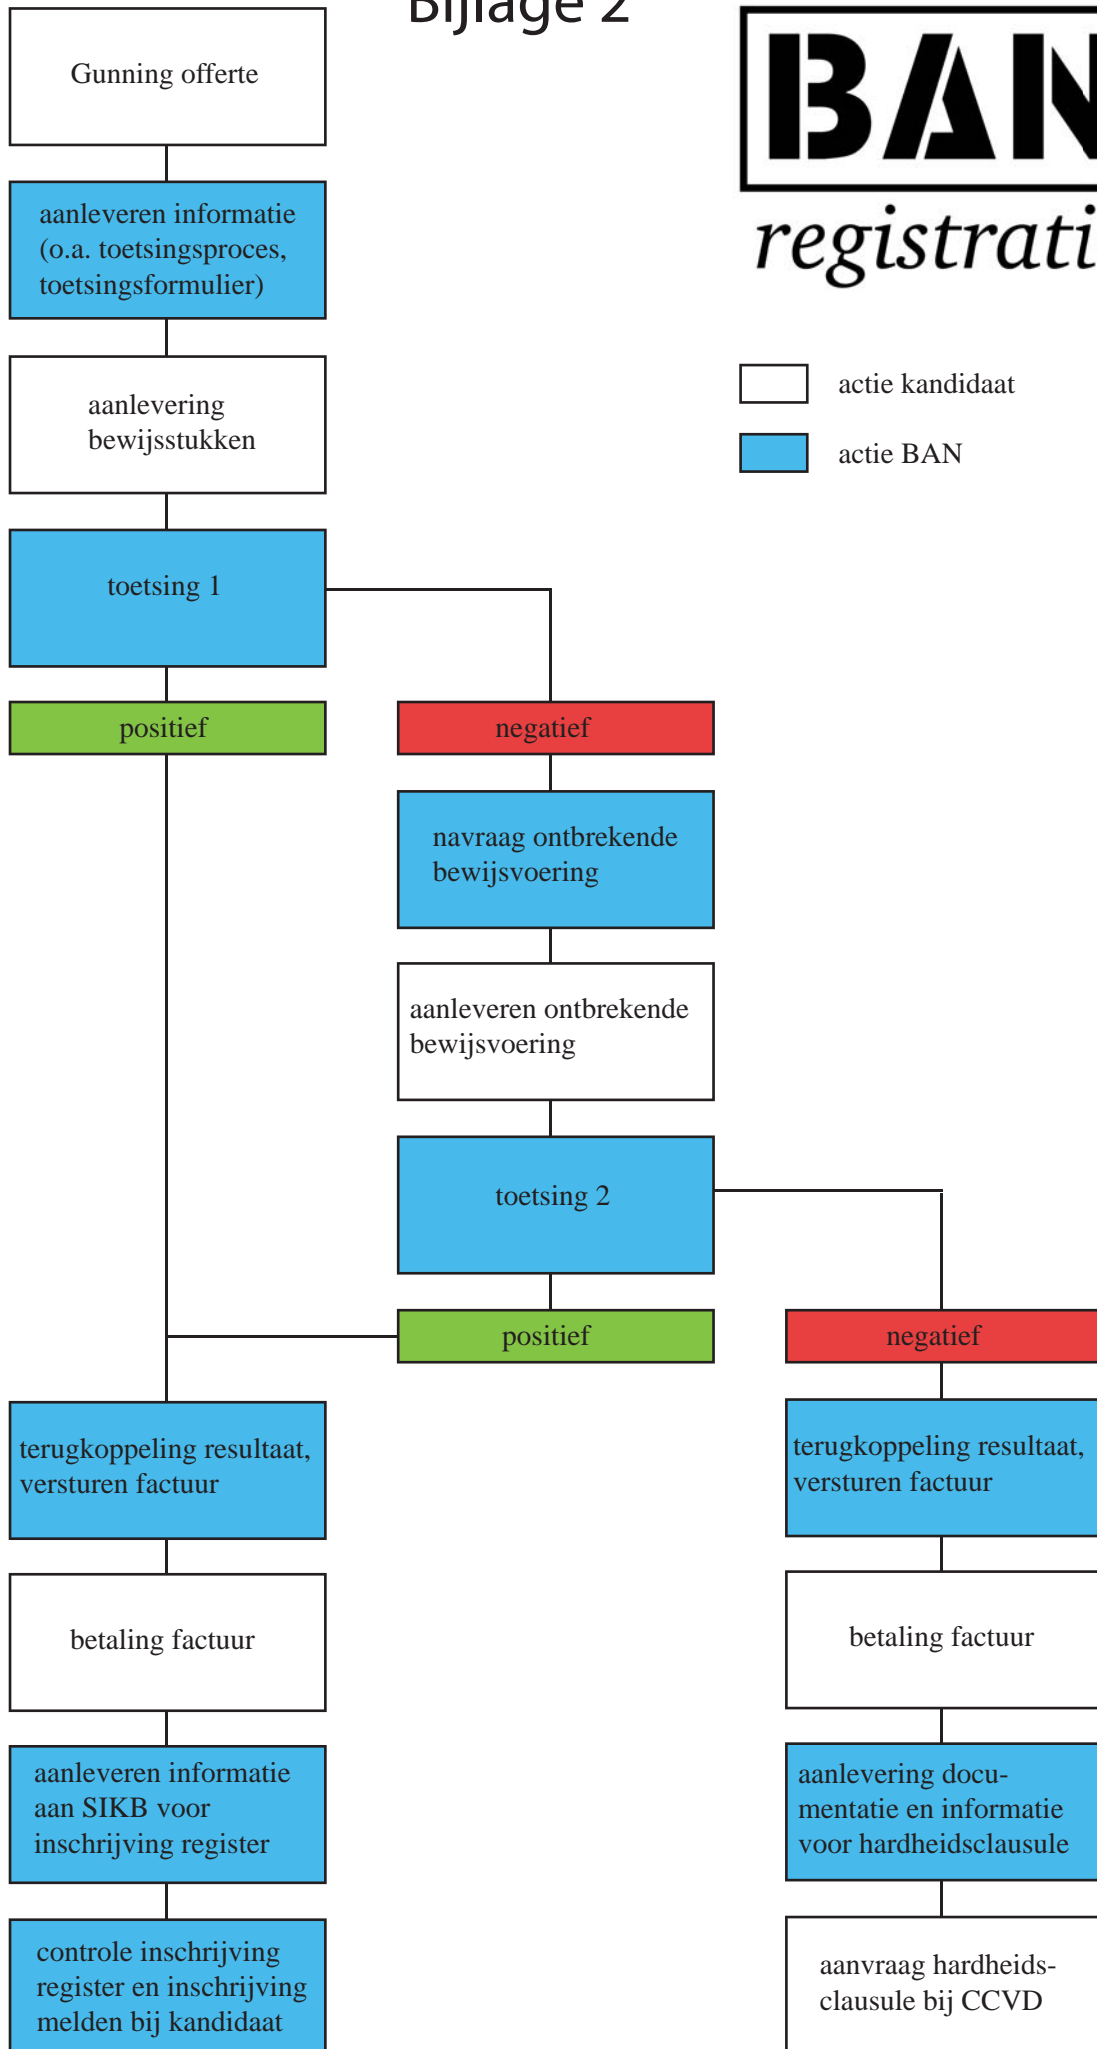 Bijlage 2
BAN
registrati
Gunning offerte
aanleveren informatie
(o.a. toetsingsproces,
toetsingsformulier)
aanlevering
bewijsstukken
actie kandidaat
actie BAN
toetsing 1
positief
negatief
navraag ontbrekende
bewijsvoering
aanleveren ontbrekende
bewijsvoering
toetsing 2
positief
negatief
terugkoppeling resultaat,
versturen factuur
betaling factuur
aanleveren informatie
aan SIKB voor
inschrijving register
controle inschrijving
register en inschrijving
melden bij kandidaat
terugkoppeling resultaat,
versturen factuur
betaling factuur
aanlevering docu-
mentatie en informatie
voor hardheidsclausule
aanvraag hardheids-
clausule bij CCVD